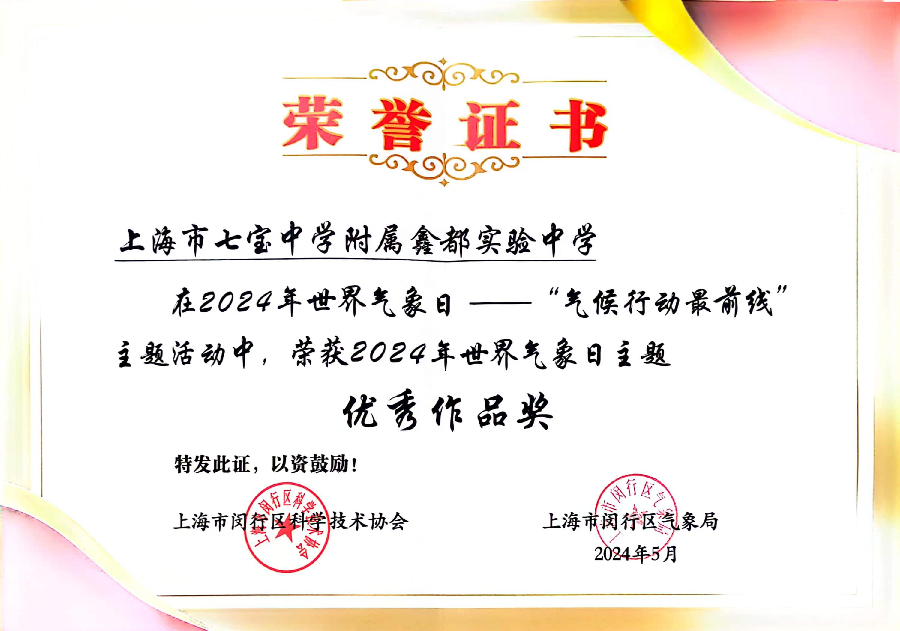 荣誉证书
上海市七宝中学附属鑫都实验中学
在2024年世界气象日 ——“气候行动最前线”
主题活动中，荣获2024年世界气象日主题
优秀作品奖
特发此证，以资鼓励！
上海市闵行区科学技术协会 上海市闵行区气象局
2024年5月
上海市闵行区科学技术协会
市闵行区气象局